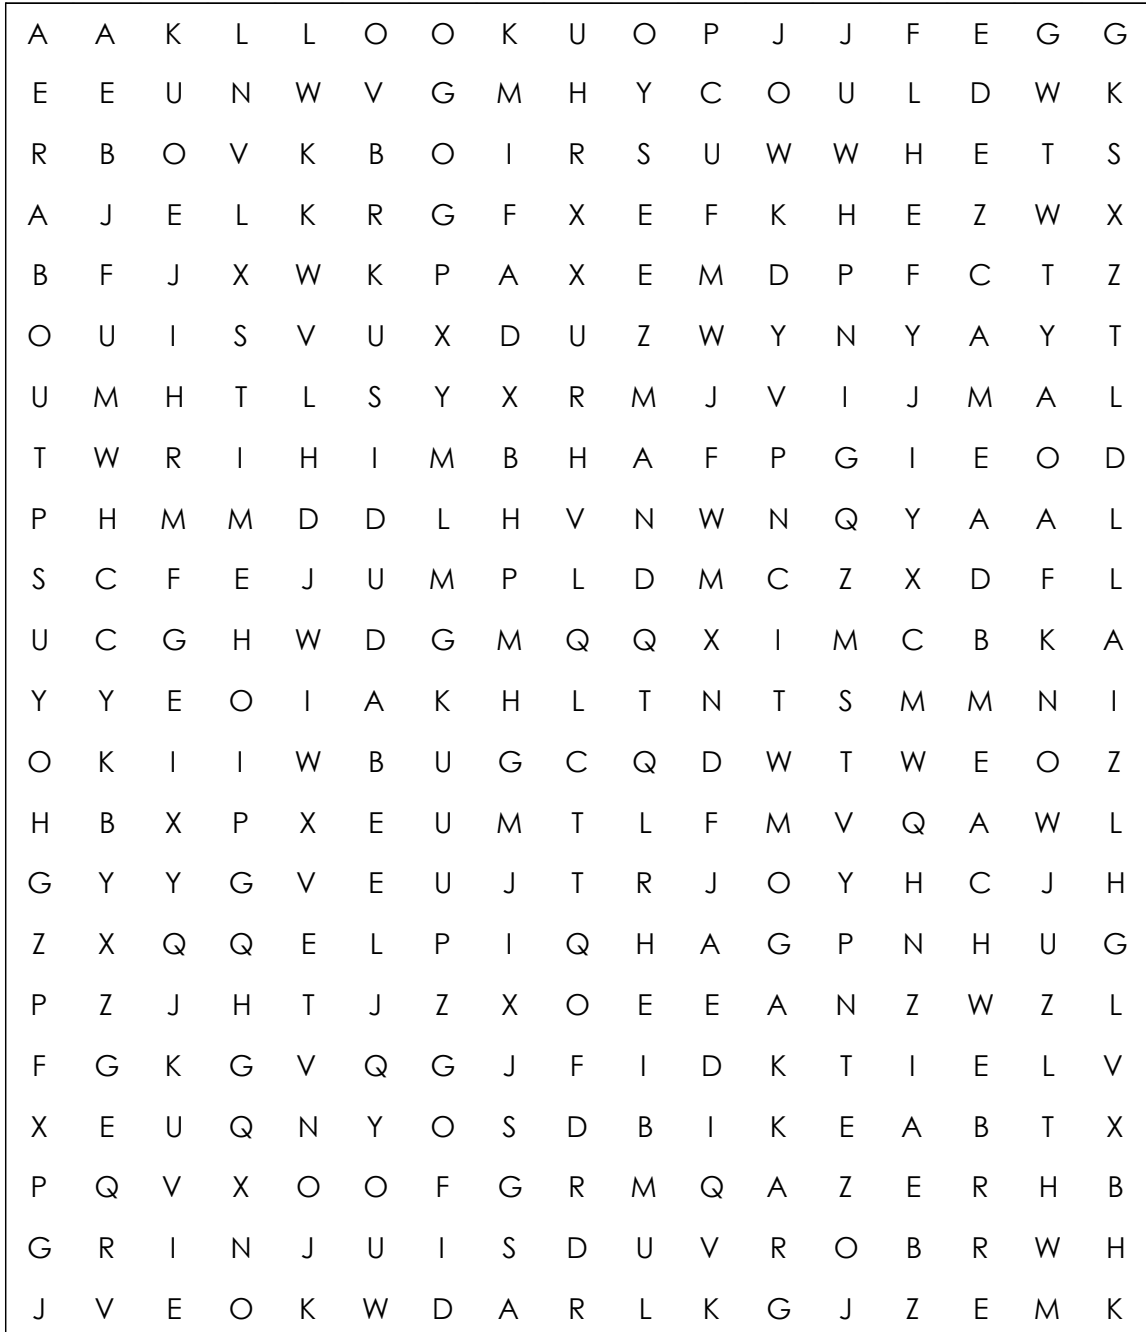 A A K L L O O K U O P J J F E G G
E E U N W V G M H Y C O U L D W K
R B O V K B O I R S U W W H E T S
A J E L K R G F X E F K H E Z W X
B F J X W K P A X E M D P F C T Z
O U I S V U X D U Z W Y N Y A Y T
U M H T L S Y X R M J V I J M A L
T W R I H I M B H A F P G I E O D
P H M M D D L H V N W N Q Y A A L
S C F E J U M P L D M C Z X D F L
U C G H W D G M Q Q X I M C B K A
Y Y E O I A K H L T N T S M M N I
O K I I W B U G C Q D W T W E O Z
H B X P X E U M T L F M V Q A W L
G Y Y G V E U J T R J O Y H C J H
Z X Q Q E L P I Q H A G P N H U G
P Z J H T J Z X O E E A N Z W Z L
F G K G V Q G J F I D K T I E L V
X E U Q N Y O S D B I K E A B T X
P Q V X O O F G R M Q A Z E R H B
G R I N J U I S D U V R O B R W H
J V E O K W D A R L K G J Z E M K